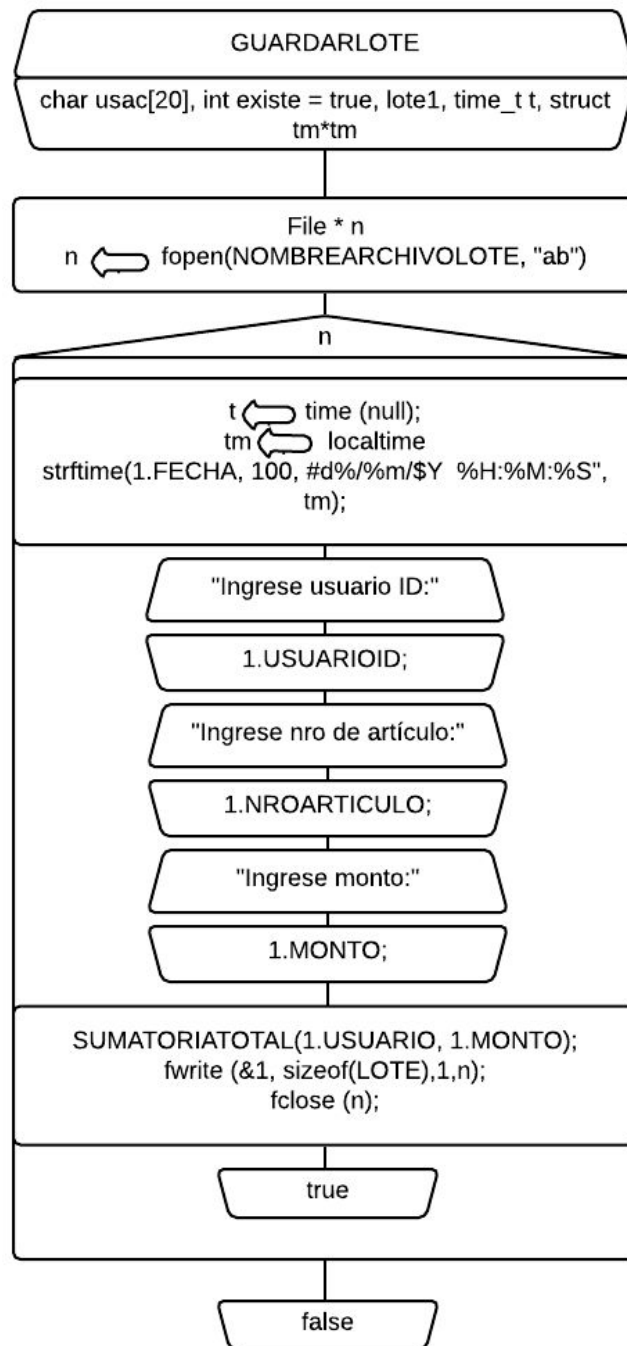 GUARDARLOTE
char usac[20], int existe = true, lote1, time_t t, struct
tm*tm
File * n
n fopen(NOMBREARCHIVOLOTE, "ab")
n
t time (null);
tm localtime
strftime(1.FECHA, 100, #d%/%m/$Y %H:%M:%S",
tm);
"Ingrese usuario ID:"
1.USUARIOID;
"Ingrese nro de artículo:"
1.NROARTICULO;
"Ingrese monto:"
1.MONTO;
SUMATORIATOTAL(1.USUARIO, 1.MONTO);
fwrite (&1, sizeof(LOTE),1,n);
fclose (n);
true
false